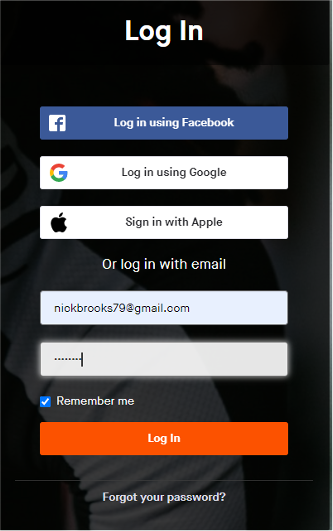 Log In
Log in using Facebook
Log in using Google
Sign in with Apple
Or log in with email
nickbrooks79@gmail.com
········
Remember me
Log In
Forgot your password?